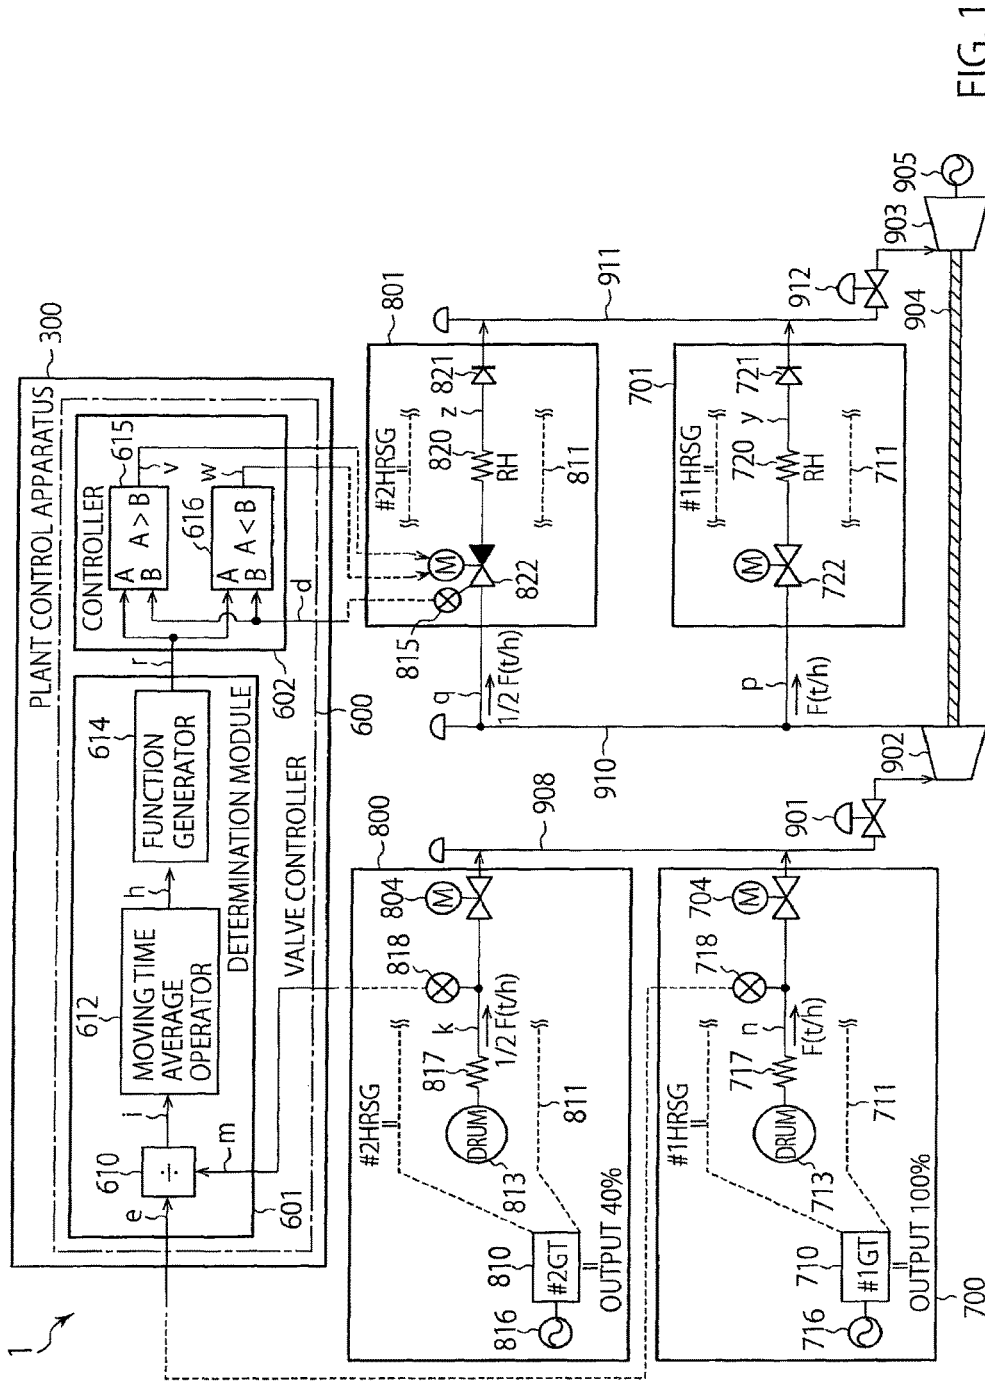 1
PLANT CONTROL APPARATUS
300
VALVE CONTROLLER
600
DETERMINATION MODULE
601
CONTROLLER
602
e
610
÷
m
i
612
MOVING TIME
AVERAGE
OPERATOR
h
614
FUNCTION
GENERATOR
r
A
B
A > B
615
v
A
B
A < B
616
w
d
800
#2HRSG
816
810
#2GT
OUTPUT 40%
DRUM
813
817
811
k
1/2 F(t/h)
818
M
804
700
#1HRSG
716
710
#1GT
OUTPUT 100%
DRUM
713
717
711
n
F(t/h)
718
M
704
908
901
902
910
q
1/2 F(t/h)
p
F(t/h)
801
#2HRSG
815
M
822
820
RH
z
821
811
701
#1HRSG
M
722
720
RH
y
721
711
911
912
903
904
905
FIG. 1